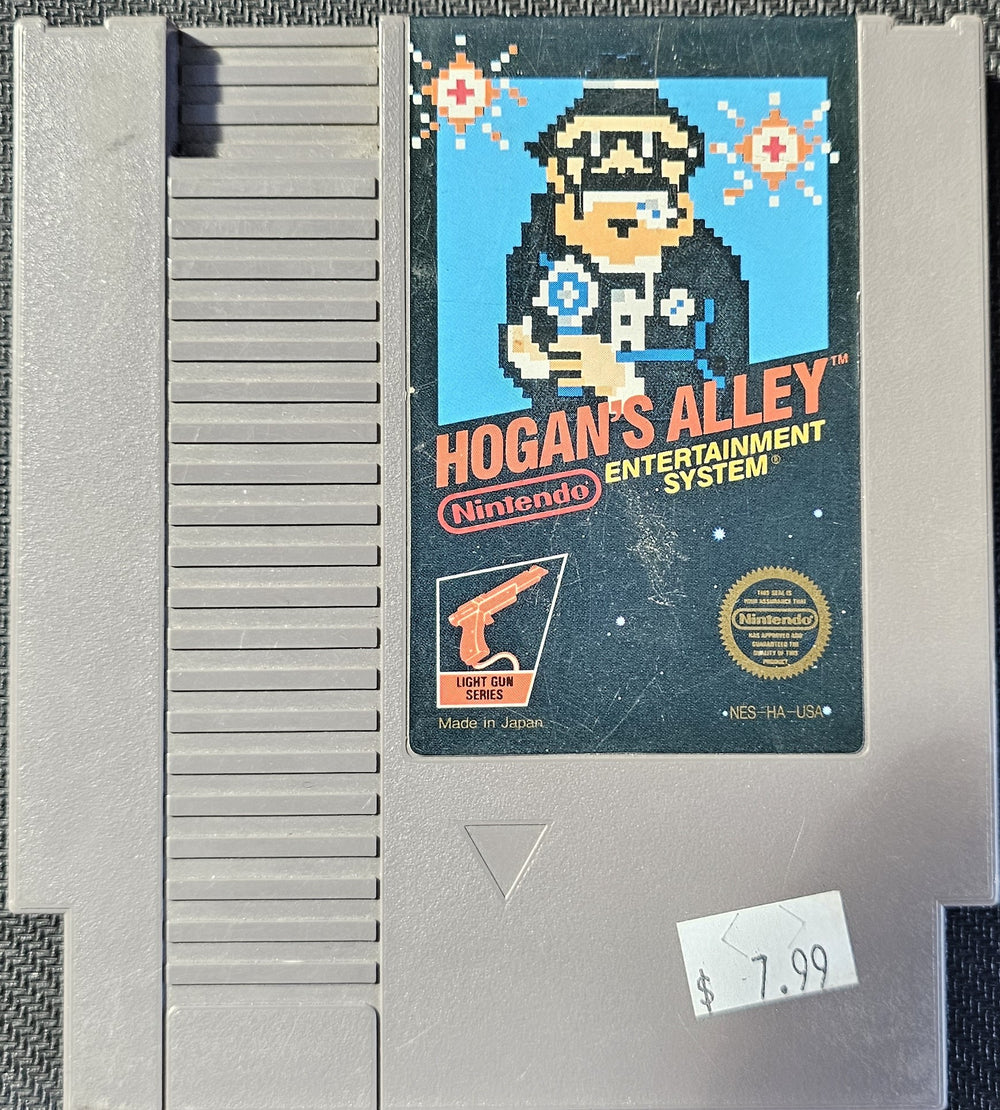 HOGAN'S ALLEY™
Nintendo
ENTERTAINMENT
SYSTEM®
LIGHT GUN
SERIES
Made in Japan
THIS SEAL IS
YOUR ASSURANCE THAT
Nintendo
HAS APPROVED AND
GUARANTEED THE
QUALITY OF THIS
PRODUCT
NES-HA-USA
$ 7.99